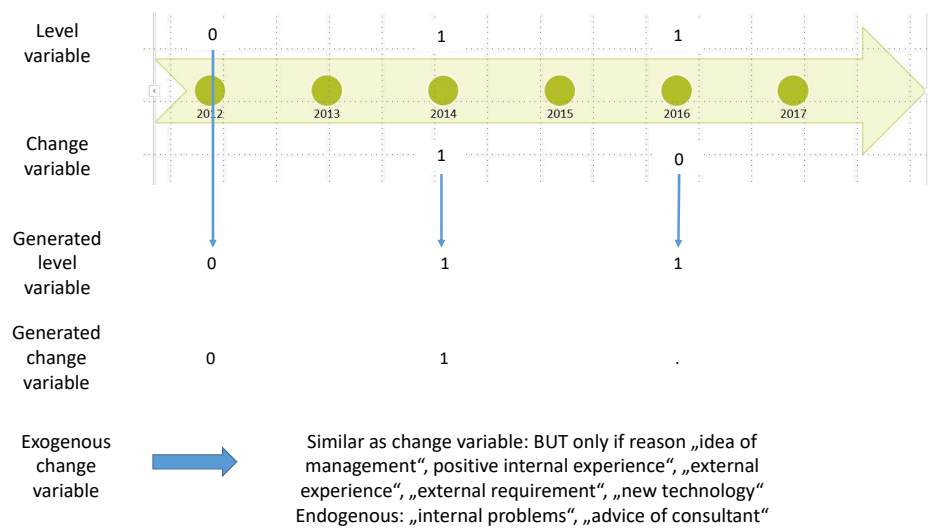 Level
variable
0 1 1
2012 2013 2014 2015 2016 2017
Change
variable
1 0
Generated
level
variable
0 1 1
Generated
change
variable
0 1 .
Exogenous
change
variable
Similar as change variable: BUT only if reason „idea of
management“, positive internal experience“, „external
experience“, „external requirement“, „new technology“
Endogenous: „internal problems“, „advice of consultant“